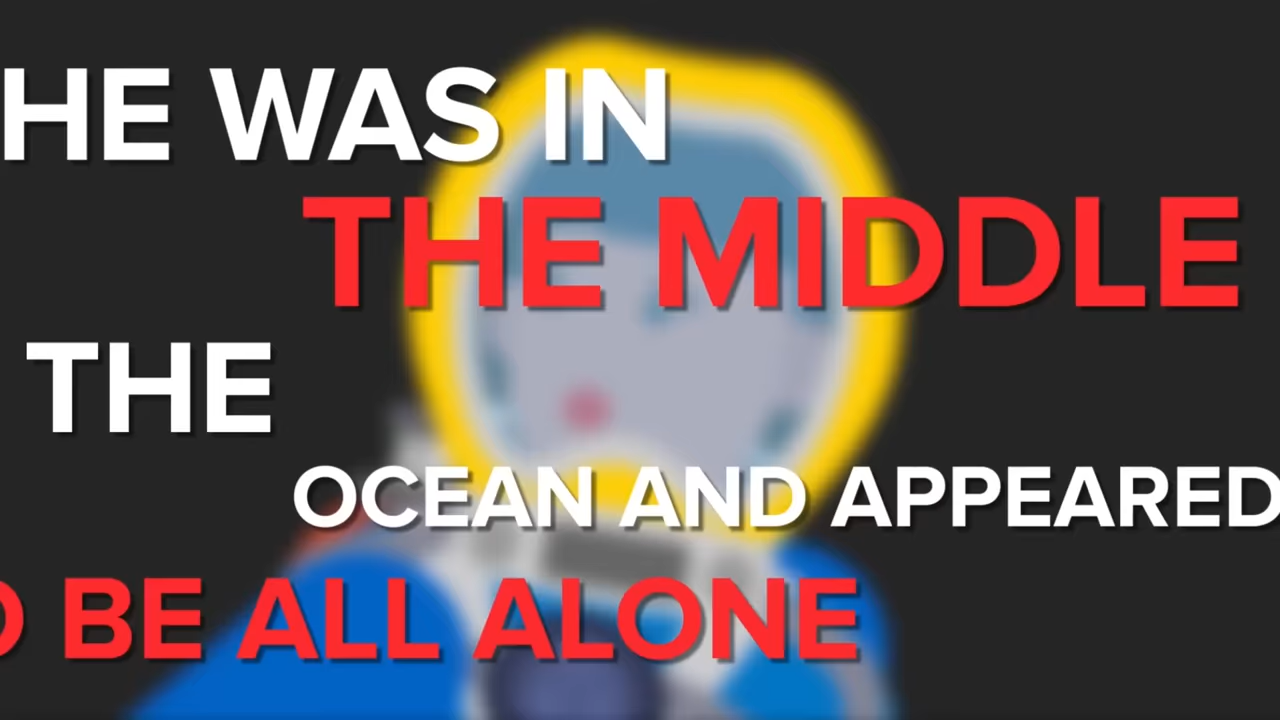 HE WAS IN
THE MIDDLE
THE
OCEAN AND APPEARED
BE ALL ALONE